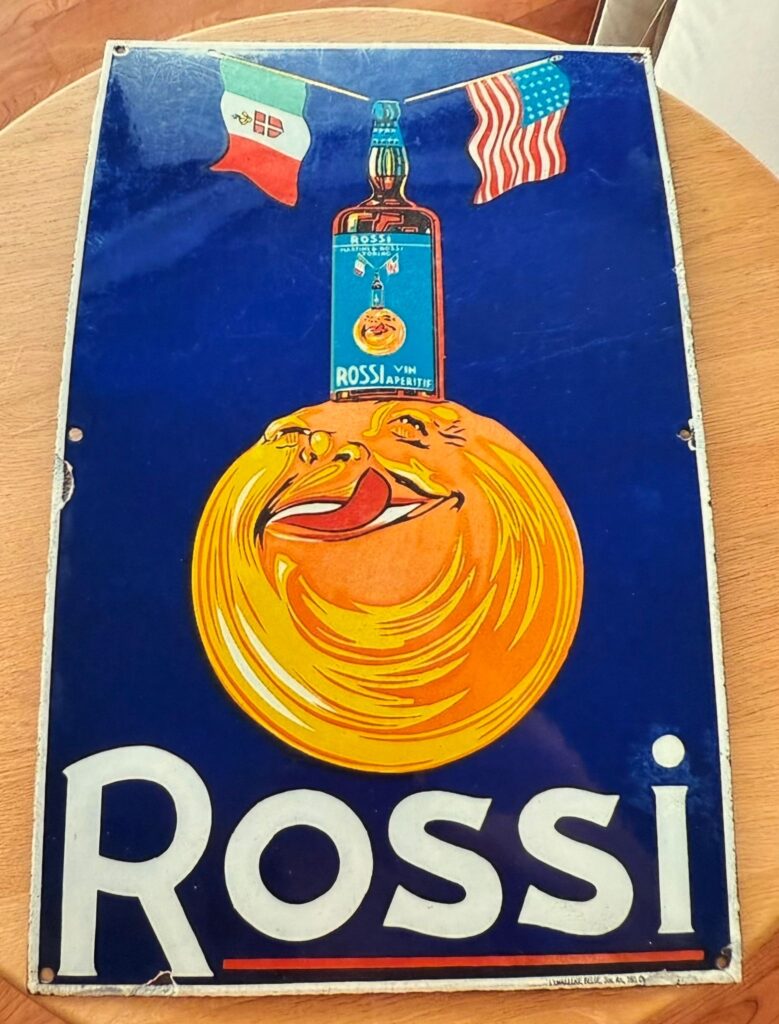 ROSSI
MARTINI & ROSSI
TORINO
ROSSI VIN
APERITIF
ROSSI